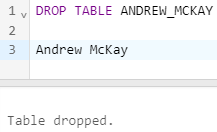 1 DROP TABLE ANDREW_MCKAY
2
3 Andrew McKay
Table dropped.